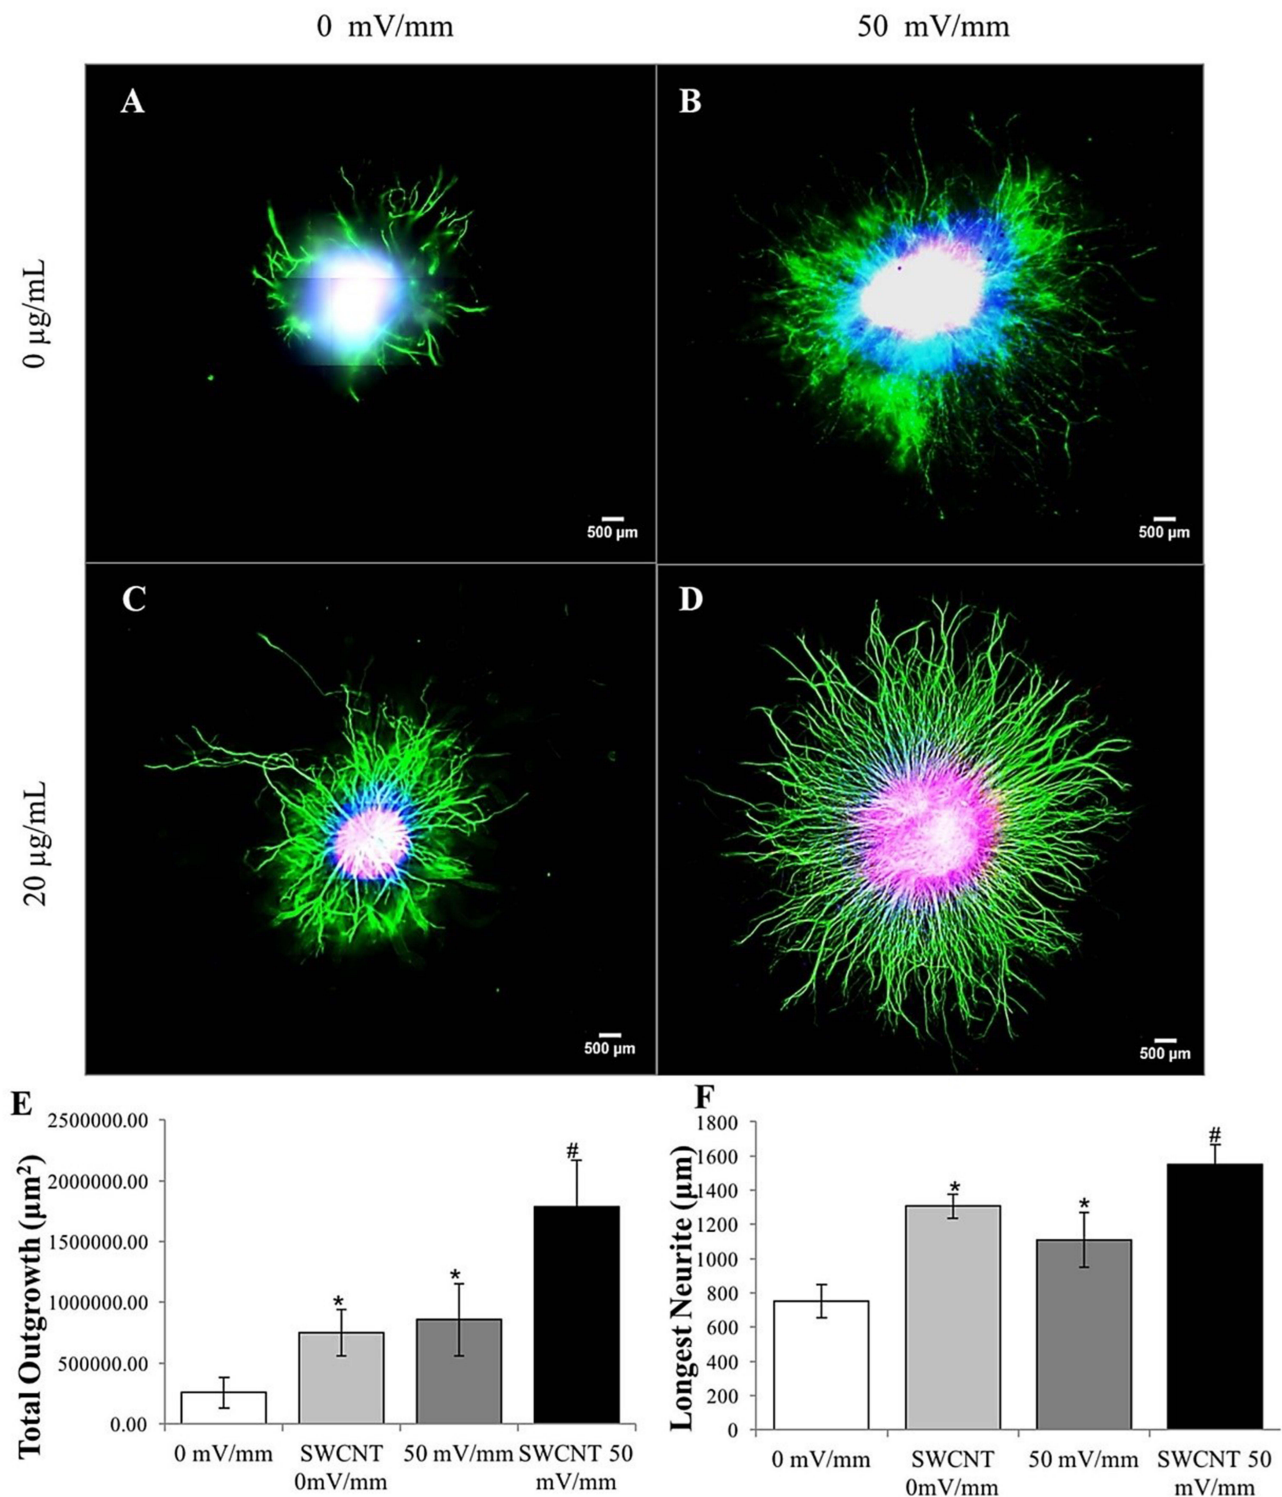 0 mV/mm
50 mV/mm
0 µg/mL
A
B
500 µm
500 µm
20 µg/mL
C
D
500 µm
500 µm
E
Total Outgrowth (µm²)
2500000.00
2000000.00
1500000.00
1000000.00
500000.00
0.00
*
*
#
0 mV/mm
SWCNT
0mV/mm
50 mV/mm
SWCNT 50
mV/mm
F
Longest Neurite (µm)
1800
1600
1400
1200
1000
800
600
400
200
0
*
*
#
0 mV/mm
SWCNT
0mV/mm
50 mV/mm
SWCNT 50
mV/mm